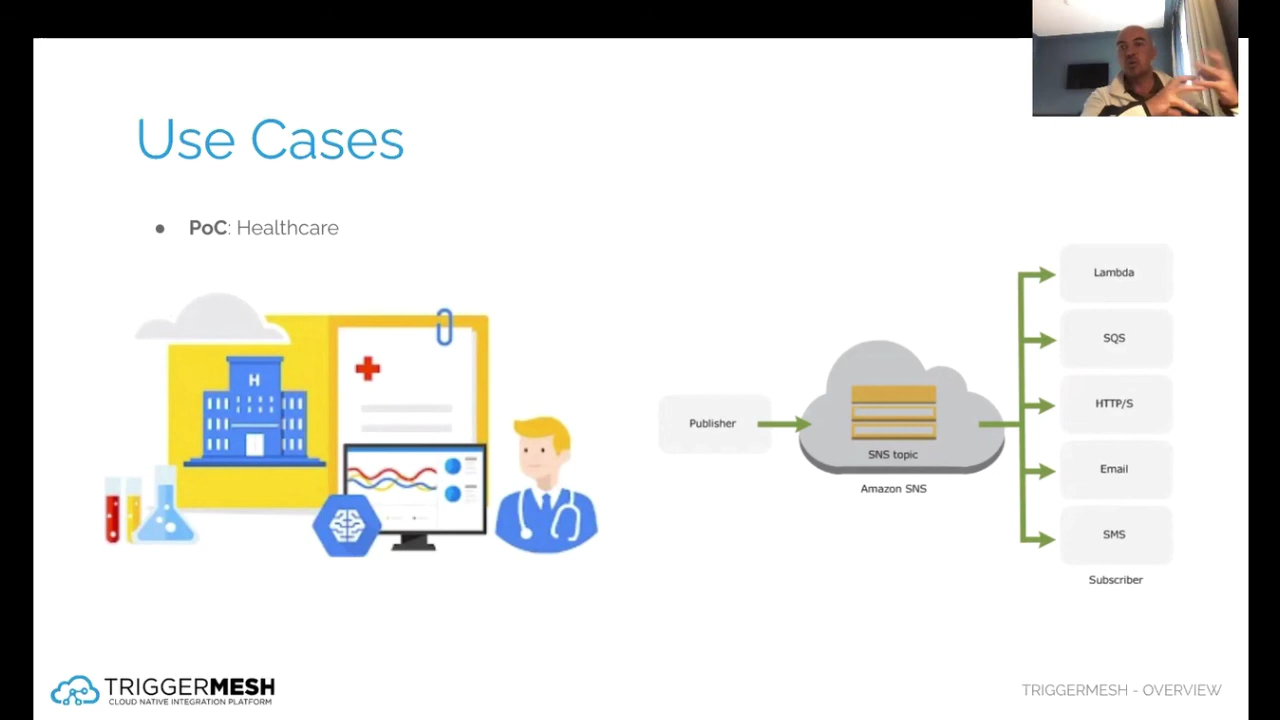 Use Cases
● PoC: Healthcare
H
Publisher
SNS topic
Amazon SNS
Lambda
SQS
HTTP/S
Email
SMS
Subscriber
TRIGGERMESH
CLOUD NATIVE INTEGRATION PLATFORM
TRIGGERMESH - OVERVIEW